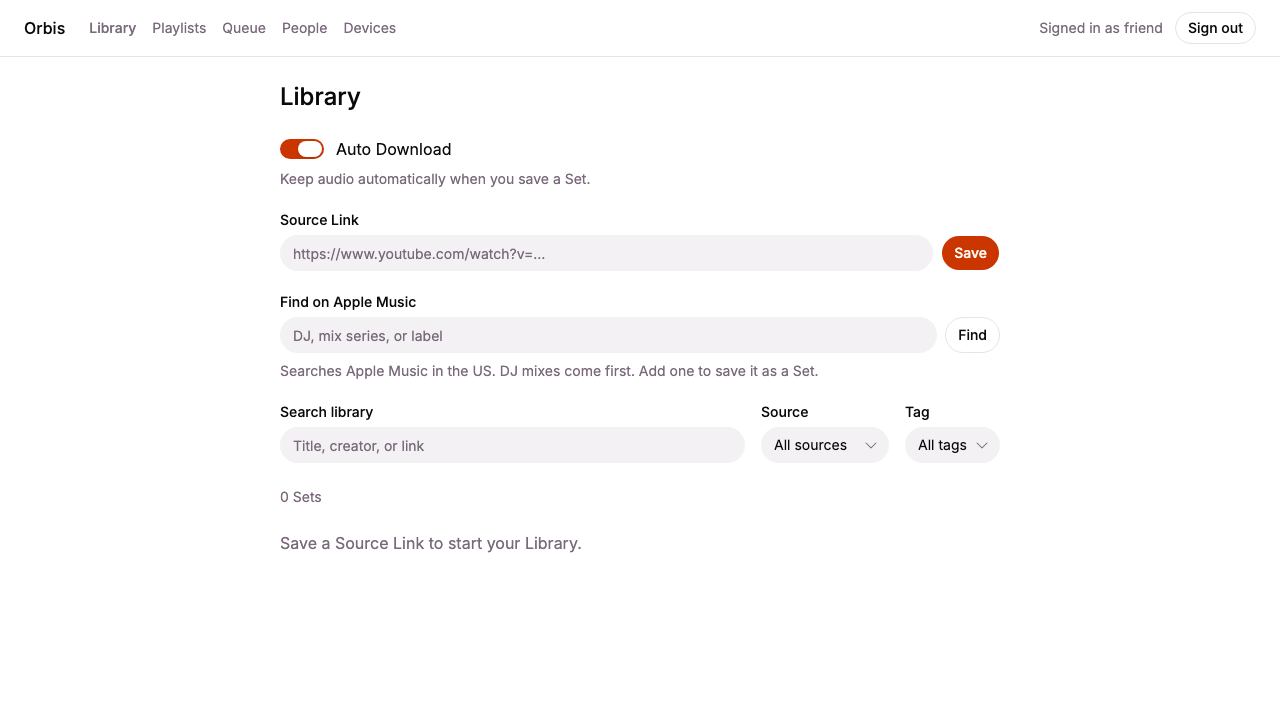 Orbis
Library
Playlists
Queue
People
Devices
Signed in as friend
Sign out
Library
Auto Download
Keep audio automatically when you save a Set.
Source Link
https://www.youtube.com/watch?v=...
Save
Find on Apple Music
DJ, mix series, or label
Find
Searches Apple Music in the US. DJ mixes come first. Add one to save it as a Set.
Search library
Source
Tag
Title, creator, or link
All sources
All tags
0 Sets
Save a Source Link to start your Library.